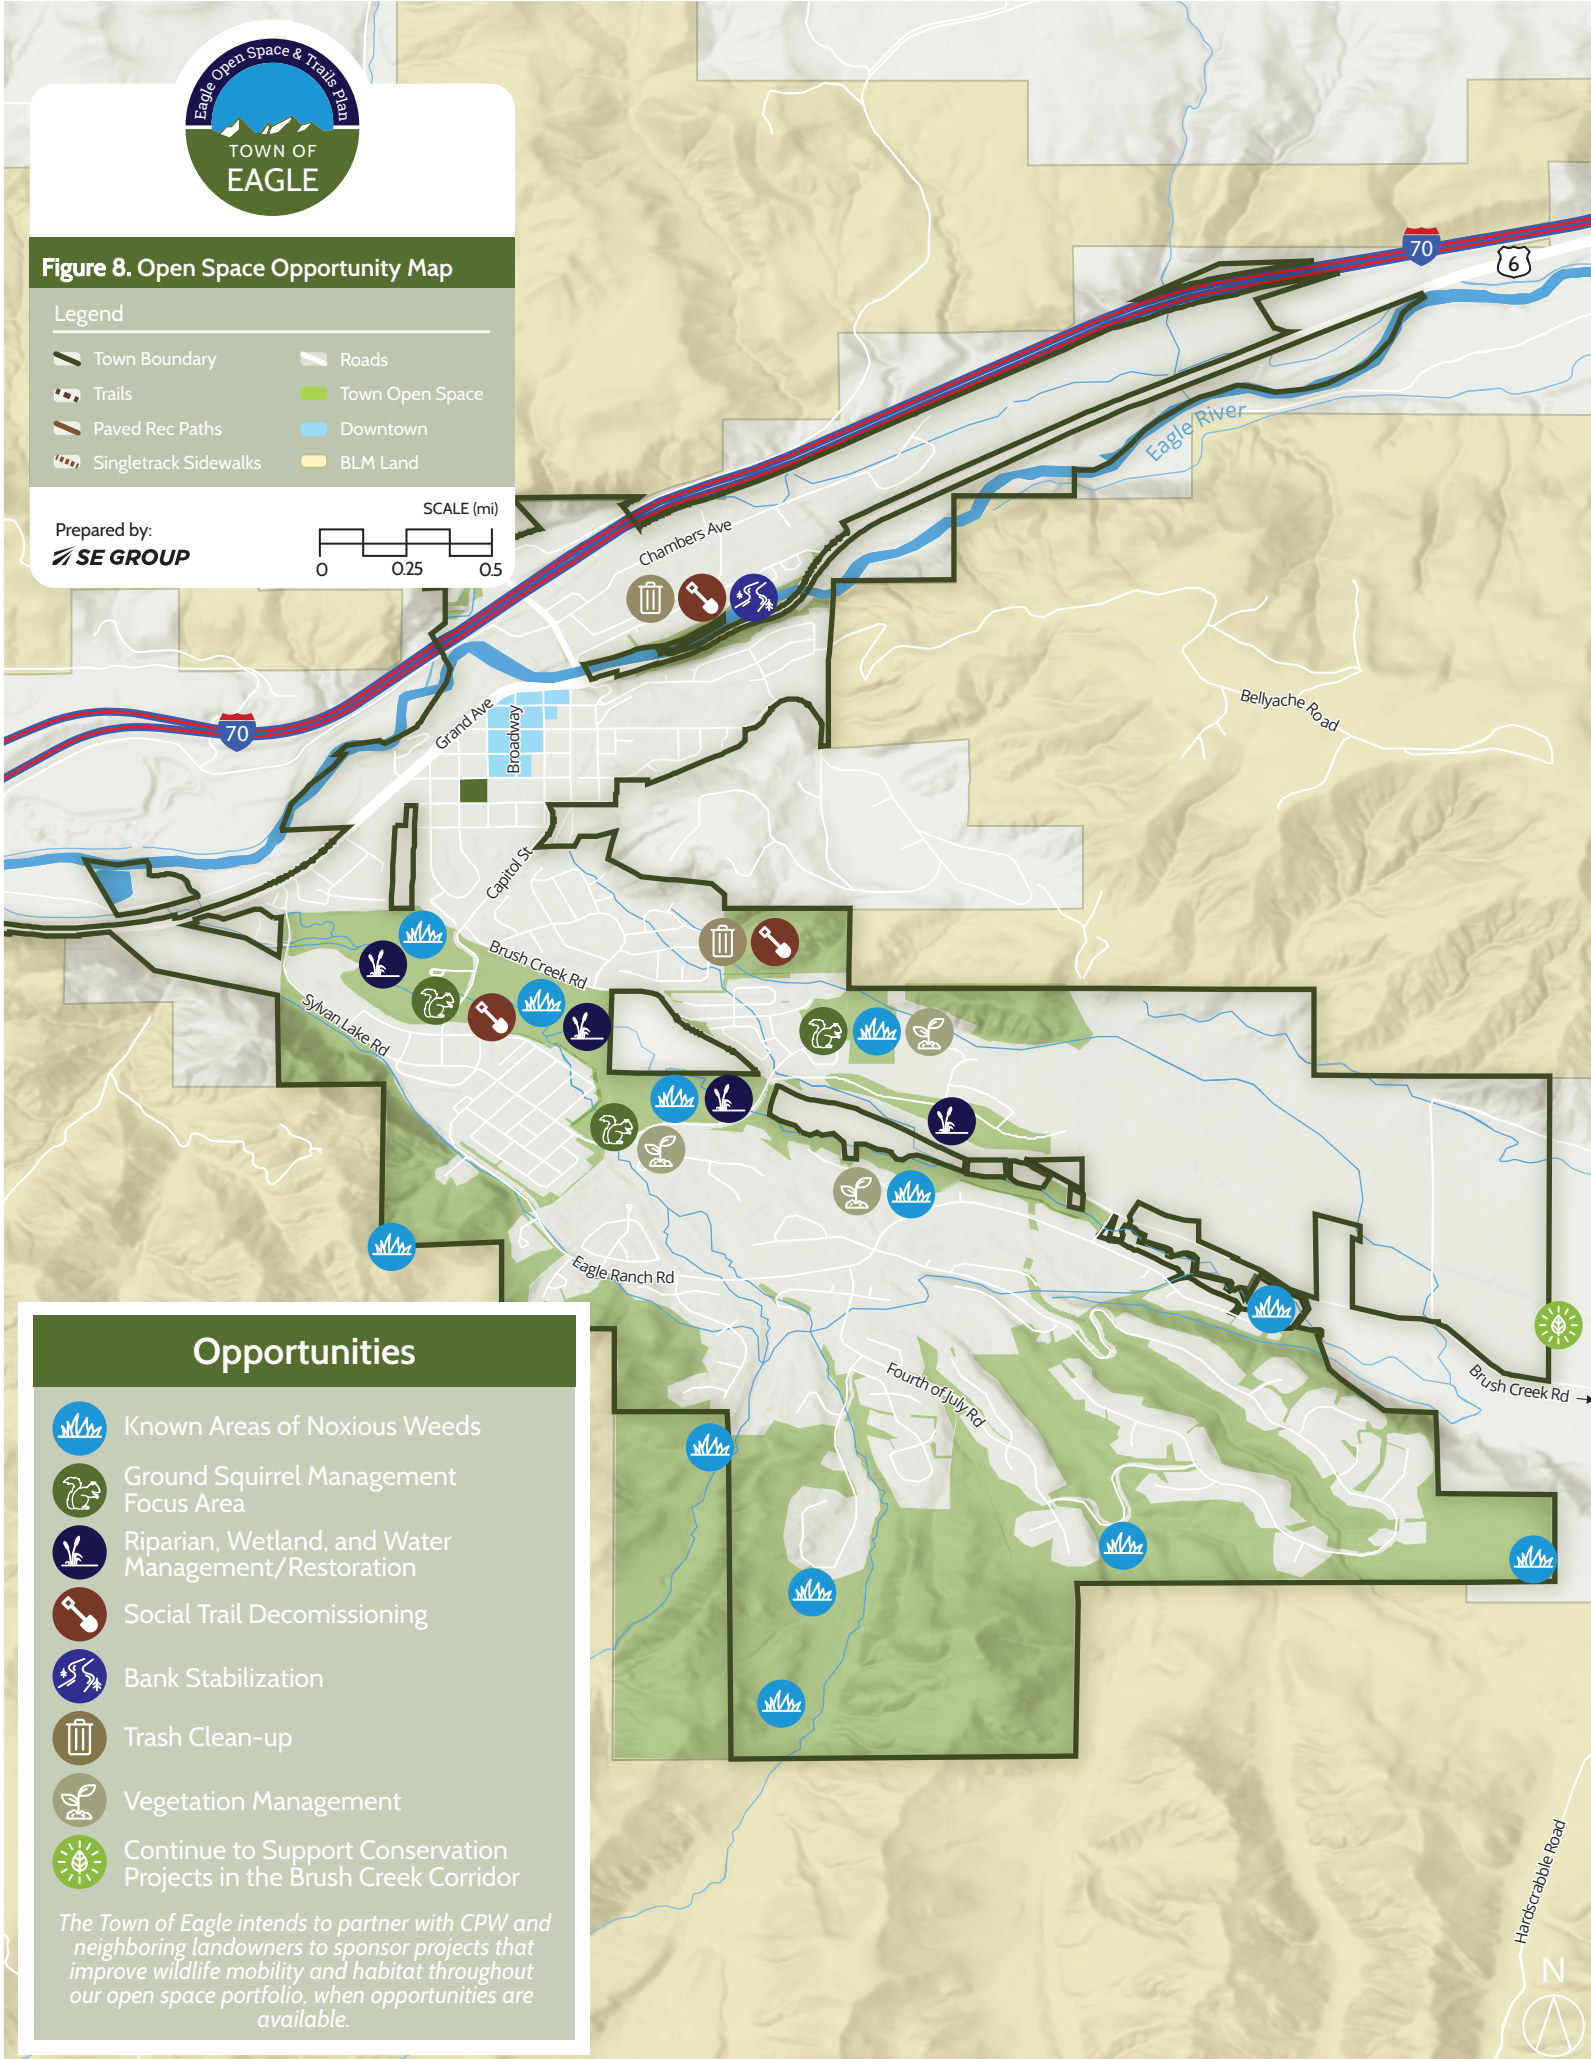 Eagle Open Space & Trails Plan
TOWN OF
EAGLE
Figure 8. Open Space Opportunity Map
Legend
Town Boundary
Trails
Paved Rec Paths
Singletrack Sidewalks
Roads
Town Open Space
Downtown
BLM Land
Prepared by:
SE GROUP
SCALE (mi)
0
0.25
0.5
70
6
Eagle River
Chambers Ave
Bellyache Road
Grand Ave
Broadway
70
Capitol St
Brush Creek Rd
Sylvan Lake Rd
Eagle Ranch Rd
Fourth of July Rd
Brush Creek Rd
Hardscrabble Road
N
Opportunities
Known Areas of Noxious Weeds
Ground Squirrel Management
Focus Area
Riparian, Wetland, and Water
Management/Restoration
Social Trail Decomissioning
Bank Stabilization
Trash Clean-up
Vegetation Management
Continue to Support Conservation
Projects in the Brush Creek Corridor
The Town of Eagle intends to partner with CPW and
neighboring landowners to sponsor projects that
improve wildlife mobility and habitat throughout
our open space portfolio, when opportunities are
available.